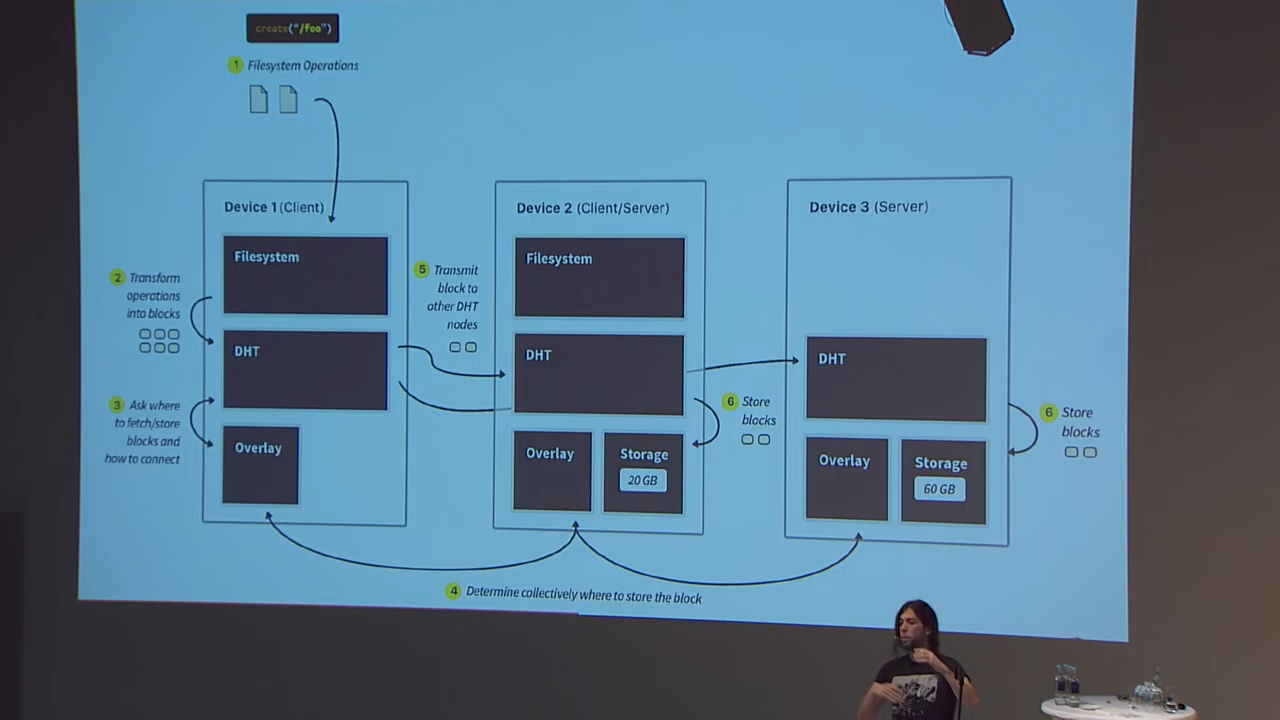 create("/foo")
1 Filesystem Operations
Device 1 (Client)
Filesystem
DHT
Overlay
2 Transform
operations
into blocks
3 Ask where
to fetch/store
blocks and
how to connect
5 Transmit
block to
other DHT
nodes
Device 2 (Client/Server)
Filesystem
DHT
Overlay
Storage
20 GB
6 Store
blocks
Device 3 (Server)
DHT
Overlay
Storage
60 GB
6 Store
blocks
4 Determine collectively where to store the block